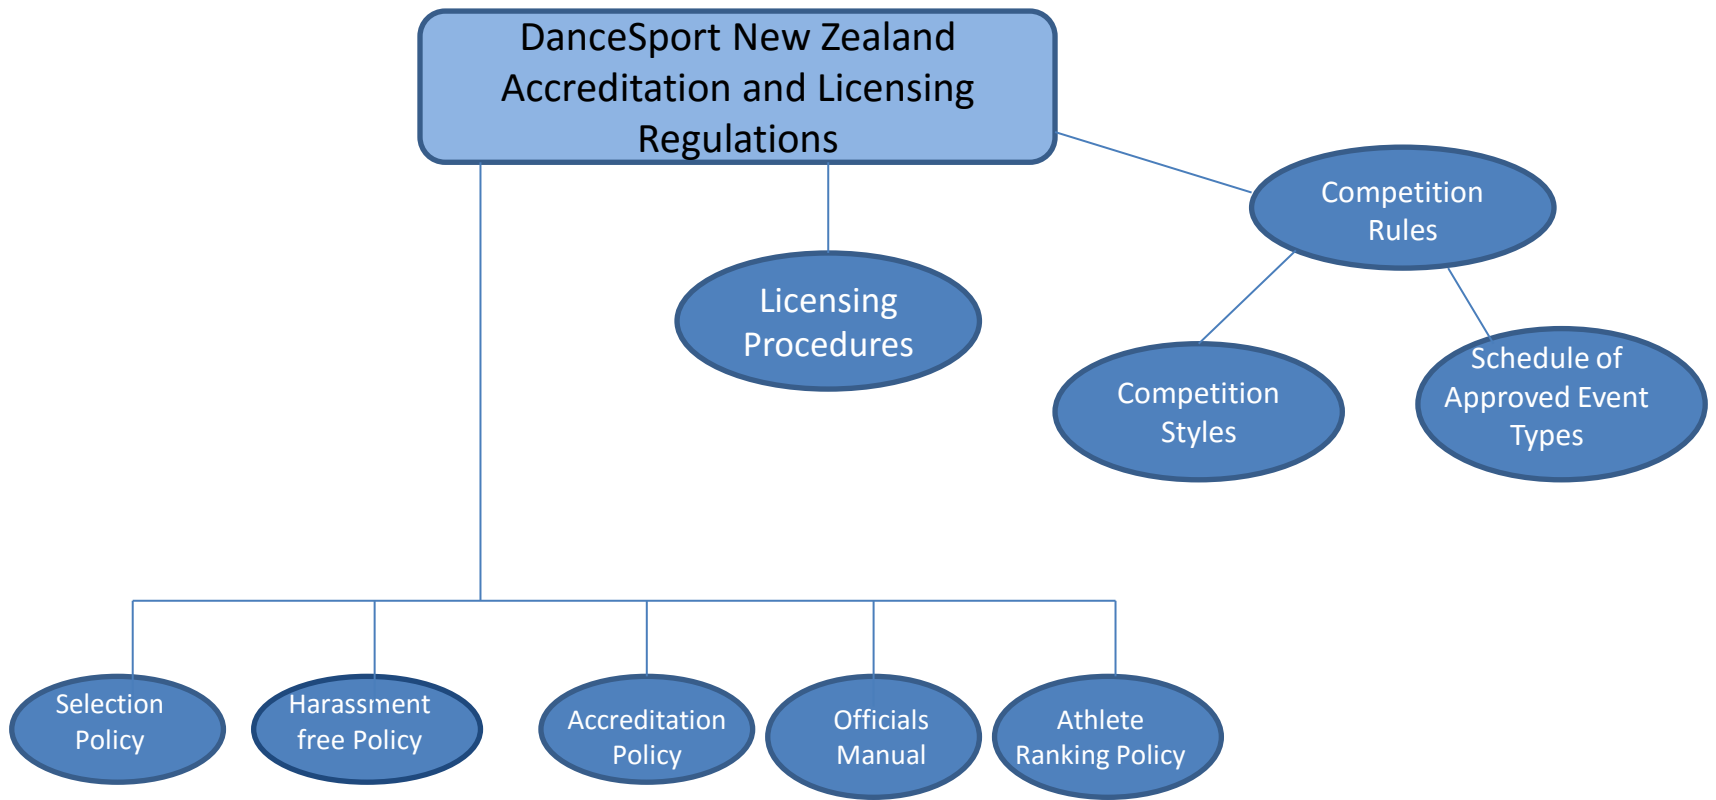 DanceSport New Zealand
Accreditation and Licensing
Regulations
Competition
Rules
Licensing
Procedures
Competition
Styles
Schedule of
Approved Event
Types
Selection
Policy
Harassment
free Policy
Accreditation
Policy
Officials
Manual
Athlete
Ranking Policy